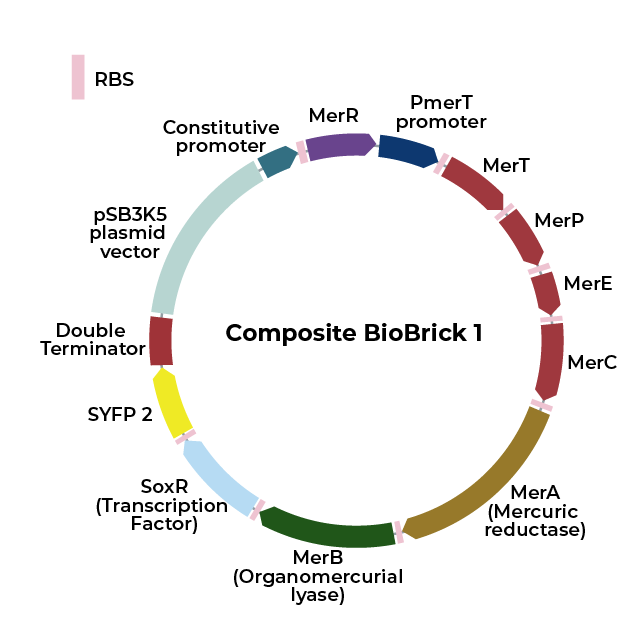 RBS
MerR
PmerT
promoter
Constitutive
promoter
MerT
MerP
pSB3K5
plasmid
vector
MerE
Double
Terminator
Composite BioBrick 1
MerC
SYFP 2
SoxR
(Transcription
Factor)
MerA
(Mercuric
reductase)
MerB
(Organomercurial
lyase)